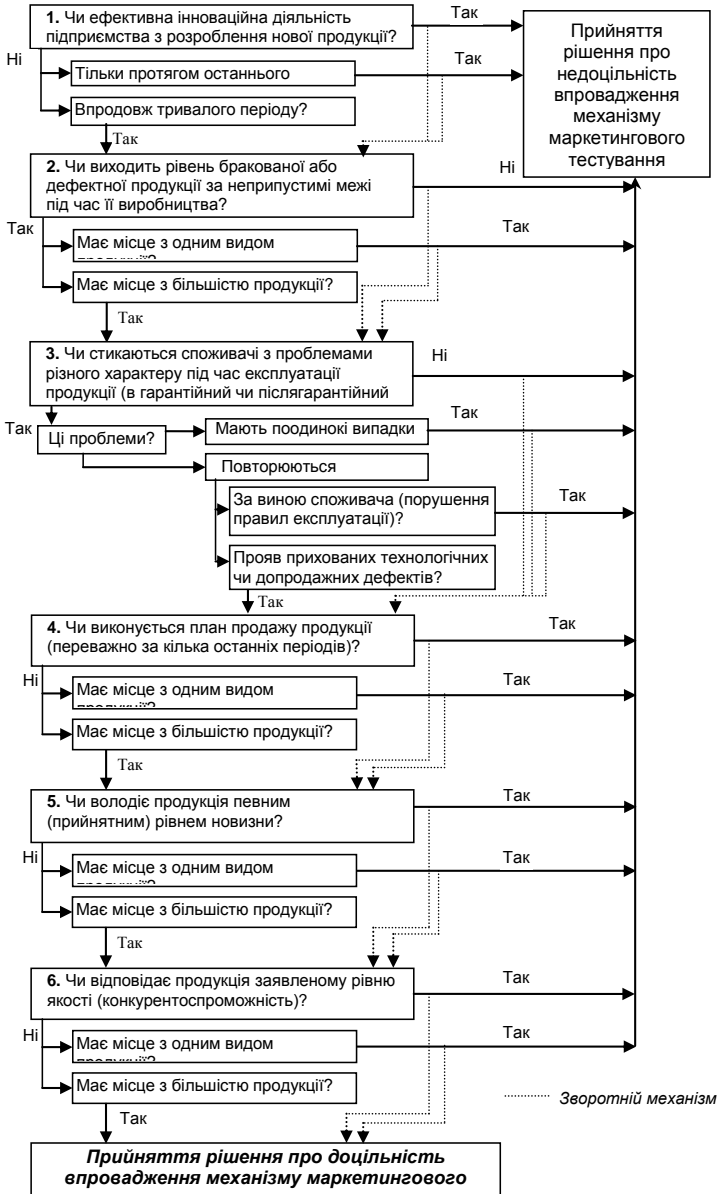 1. Чи ефективна інноваційна діяльність
підприємства з розроблення нової продукції?
Так
Ні
Тільки протягом останнього
Так
Впродовж тривалого періоду?
Так
Прийняття
рішення про
недоцільність
впровадження
механізму
маркетингового
тестування
2. Чи виходить рівень бракованої або
дефектної продукції за неприпустимі межі
під час її виробництва?
Ні
Так
Має місце з одним видом
продукції?
Так
Має місце з більшістю продукції?
Так
3. Чи стикаються споживачі з проблемами
різного характеру під час експлуатації
продукції (в гарантійний чи післягарантійний
Ні
Так
Ці проблеми?
Мають поодинокі випадки
Так
Повторюються
За виною споживача (порушення
правил експлуатації)?
Так
Прояв прихованих технологічних
чи допродажних дефектів?
Так
4. Чи виконується план продажу продукції
(переважно за кілька останніх періодів)?
Так
Ні
Має місце з одним видом
продукції?
Так
Має місце з більшістю продукції?
Так
5. Чи володіє продукція певним
(прийнятним) рівнем новизни?
Так
Ні
Має місце з одним видом
продукції?
Так
Має місце з більшістю продукції?
Так
6. Чи відповідає продукція заявленому рівню
якості (конкурентоспроможність)?
Так
Ні
Має місце з одним видом
продукції?
Так
Має місце з більшістю продукції?
Так
Зворотній механізм
Прийняття рішення про доцільність
впровадження механізму маркетингового